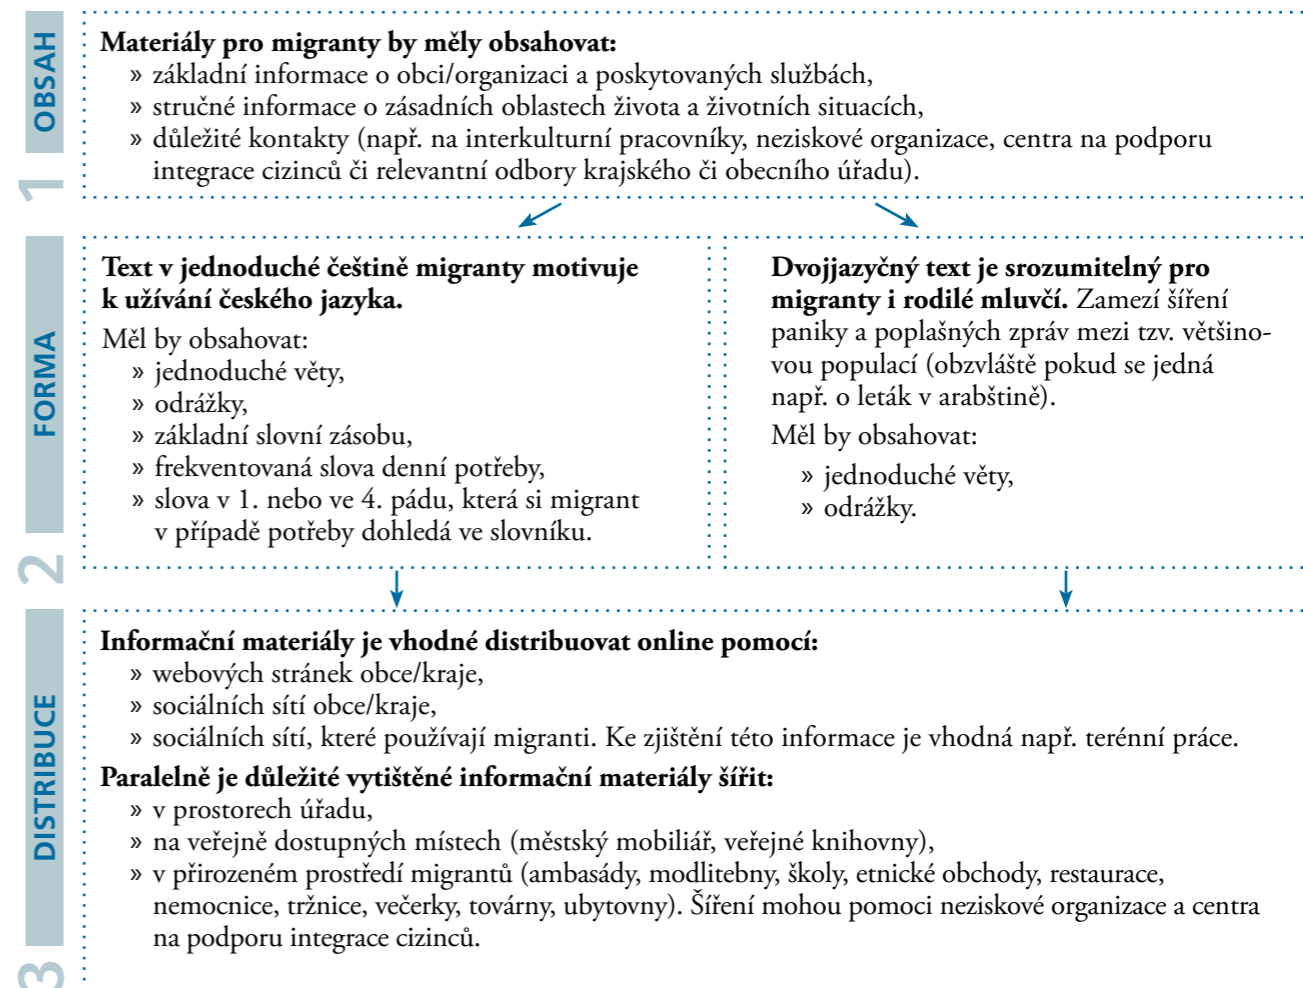 1 OBSAH
Materiály pro migranty by měly obsahovat:
» základní informace o obci/organizaci a poskytovaných službách,
» stručné informace o zásadních oblastech života a životních situacích,
» důležité kontakty (např. na interkulturní pracovníky, neziskové organizace, centra na podporu
integrace cizinců či relevantní odbory krajského či obecního úřadu).
2 FORMA
Text v jednoduché češtině migranty motivuje
k užívání českého jazyka.
Měl by obsahovat:
» jednoduché věty,
» odrážky,
» základní slovní zásobu,
» frekventovaná slova denní potřeby,
» slova v 1. nebo ve 4. pádu, která si migrant
v případě potřeby dohledá ve slovníku.
Dvojjazyčný text je srozumitelný pro
migranty i rodilé mluvčí. Zamezí šíření
paniky a poplašných zpráv mezi tzv. většino-
vou populací (obzvláště pokud se jedná
např. o leták v arabštině).
Měl by obsahovat:
» jednoduché věty,
» odrážky.
3 DISTRIBUCE
Informační materiály je vhodné distribuovat online pomocí:
» webových stránek obce/kraje,
» sociálních sítí obce/kraje,
» sociálních sítí, které používají migranti. Ke zjištění této informace je vhodná např. terénní práce.
Paralelně je důležité vytištěné informační materiály šířit:
» v prostorech úřadu,
» na veřejně dostupných místech (městský mobiliář, veřejné knihovny),
» v přirozeném prostředí migrantů (ambasády, modlitebny, školy, etnické obchody, restaurace,
nemocnice, tržnice, večerky, továrny, ubytovny). Šíření mohou pomoci neziskové organizace a centra
na podporu integrace cizinců.